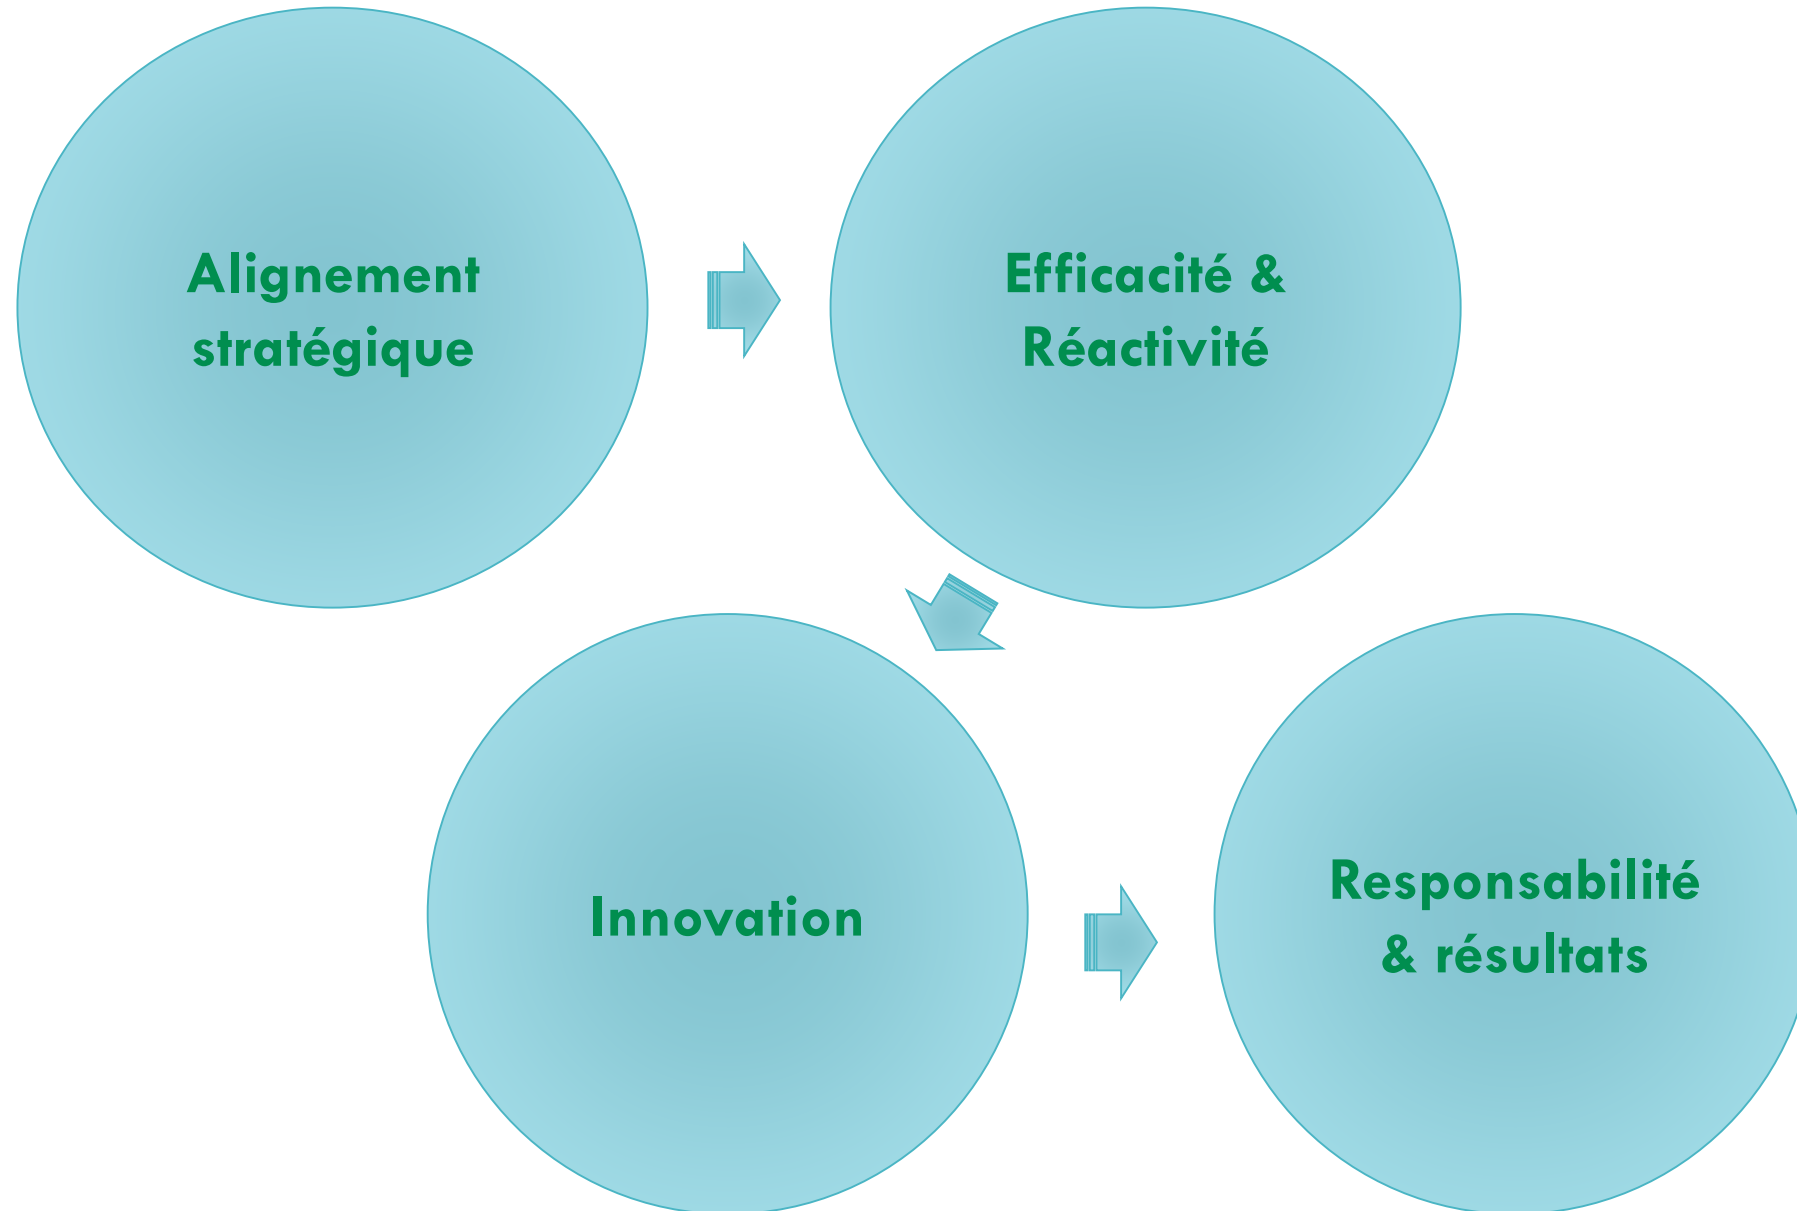 Alignement
stratégique
Efficacité &
Réactivité
Innovation
Responsabilité
& résultats